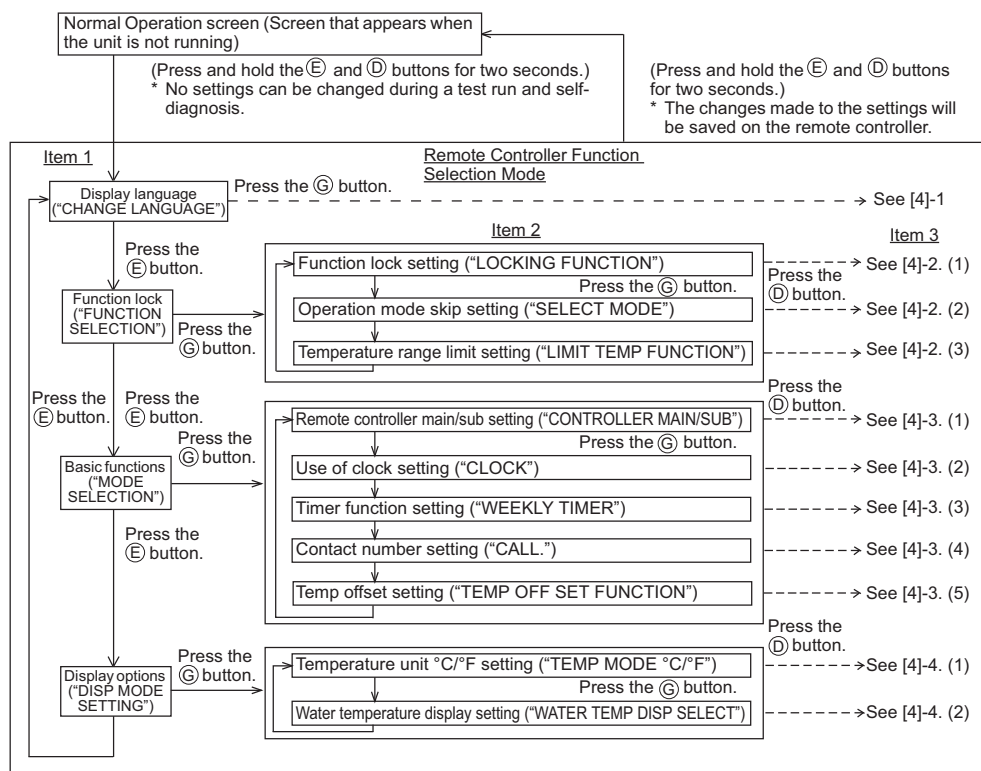 Normal Operation screen (Screen that appears when
the unit is not running)
(Press and hold the Ⓔ and Ⓓ buttons for two seconds.)
* No settings can be changed during a test run and self-
diagnosis.
(Press and hold the Ⓔ and Ⓓ buttons
for two seconds.)
* The changes made to the settings will
be saved on the remote controller.
Item 1
Remote Controller Function
Selection Mode
Display language
("CHANGE LANGUAGE")
Press the Ⓖ button.
See [4]-1
Press the
Ⓔ button.
Item 2
Item 3
Function lock
("FUNCTION
SELECTION")
Press the
Ⓖ button.
Function lock setting ("LOCKING FUNCTION")
See [4]-2. (1)
Press the Ⓖ button.
Press the
Ⓓ button.
Operation mode skip setting ("SELECT MODE")
See [4]-2. (2)
Temperature range limit setting ("LIMIT TEMP FUNCTION")
See [4]-2. (3)
Press the
Ⓔ button.
Press the
Ⓔ button.
Press the
Ⓓ button.
Basic functions
("MODE
SELECTION")
Press the
Ⓖ button.
Remote controller main/sub setting ("CONTROLLER MAIN/SUB")
See [4]-3. (1)
Press the Ⓖ button.
Use of clock setting ("CLOCK")
See [4]-3. (2)
Timer function setting ("WEEKLY TIMER")
See [4]-3. (3)
Contact number setting ("CALL.")
See [4]-3. (4)
Temp offset setting ("TEMP OFF SET FUNCTION")
See [4]-3. (5)
Press the
Ⓔ button.
Press the
Ⓓ button.
Display options
("DISP MODE
SETTING")
Press the
Ⓖ button.
Temperature unit °C/°F setting ("TEMP MODE °C/°F")
See [4]-4. (1)
Press the Ⓖ button.
Water temperature display setting ("WATER TEMP DISP SELECT")
See [4]-4. (2)